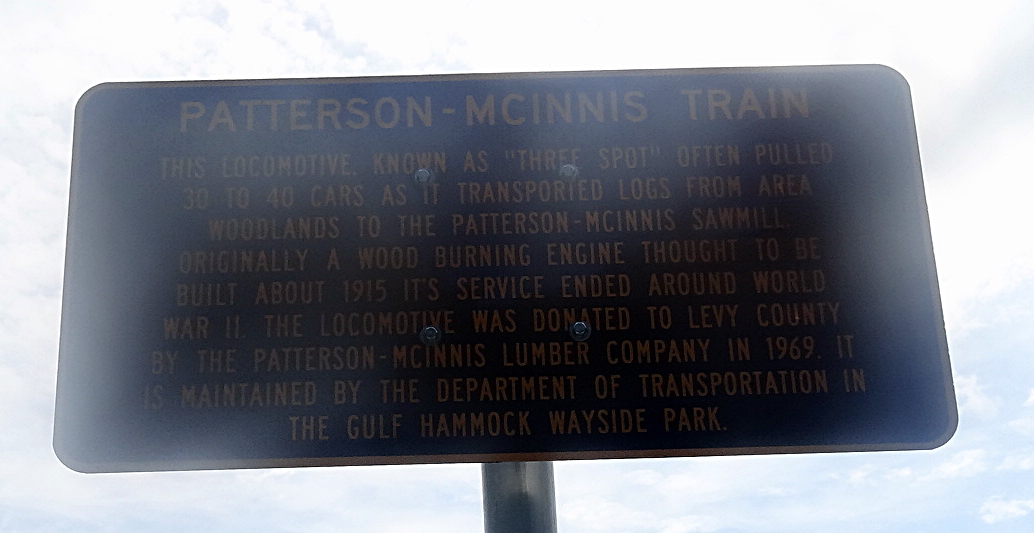 PATTERSON-MCINNIS TRAIN
THIS LOCOMOTIVE. KNOWN AS "THREE SPOT" OFTEN PULLED
30 TO 40 CARS AS IT TRANSPORTED LOGS FROM AREA
WOODLANDS TO THE PATTERSON-MCINNIS SAWMILL.
ORIGINALLY A WOOD BURNING ENGINE THOUGHT TO BE
BUILT ABOUT 1915 IT'S SERVICE ENDED AROUND WORLD
WAR II. THE LOCOMOTIVE WAS DONATED TO LEVY COUNTY
BY THE PATTERSON-MCINNIS LUMBER COMPANY IN 1969. IT
IS MAINTAINED BY THE DEPARTMENT OF TRANSPORTATION IN
THE GULF HAMMOCK WAYSIDE PARK.